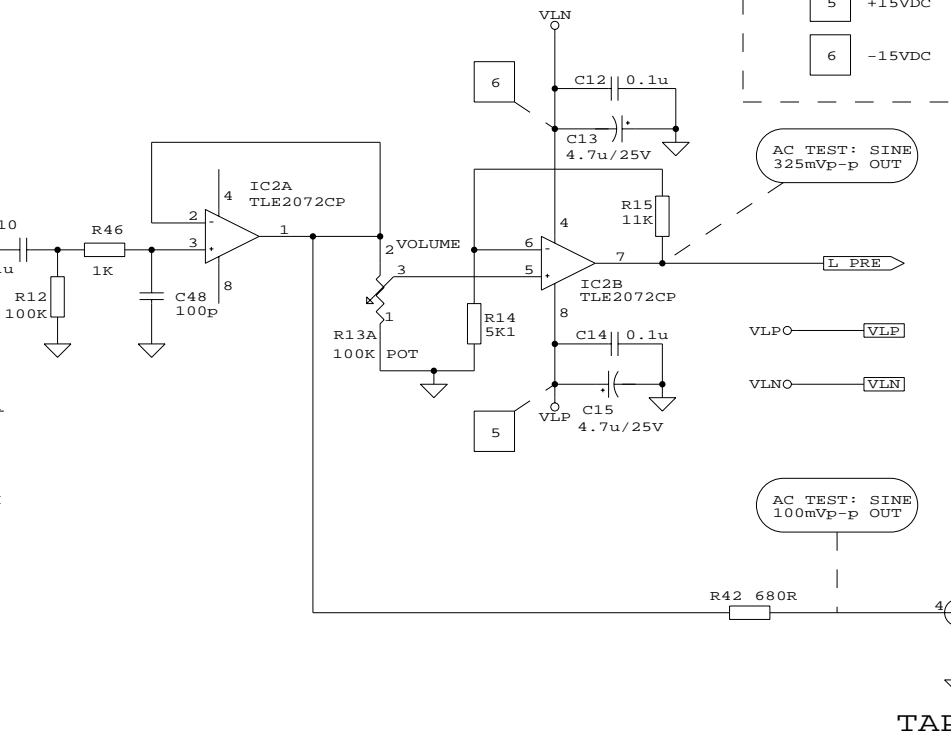 VLN
5 +15VDC
6 -15VDC
6
C12 0.1u
C13
4.7u/25V
AC TEST: SINE
325mVp-p OUT
IC2A
TLE2072CP
4
2
3
1
8
-
+
10
R46
1K
R12
100K
C48
100p
2
VOLUME
3
1
R13A
100K POT
R15
11K
4
6
5
7
8
-
+
IC2B
TLE2072CP
L PRE
R14
5K1
C14 0.1u
C15
4.7u/25V
VLP
5
VLP VLP
VLN VLN
AC TEST: SINE
100mVp-p OUT
R42 680R
4